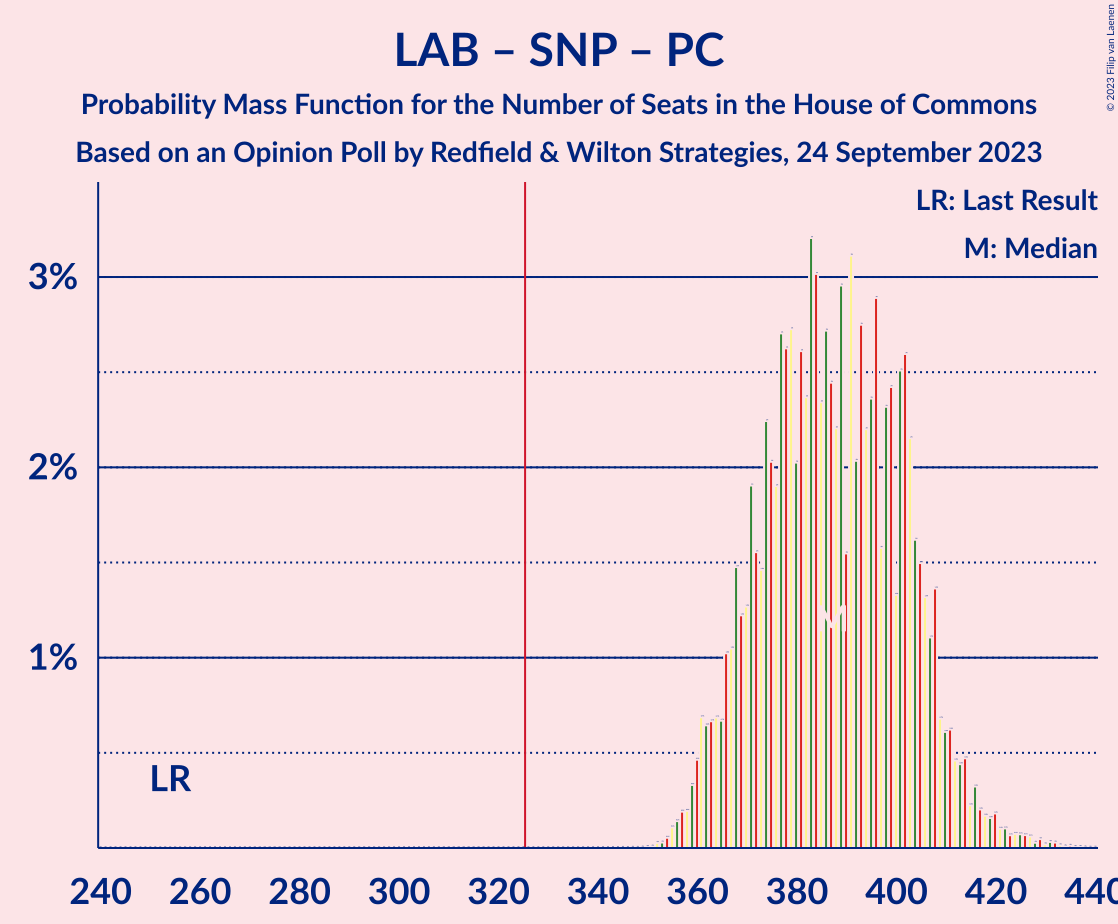 LAB – SNP – PC
Probability Mass Function for the Number of Seats in the House of Commons
Based on an Opinion Poll by Redfield & Wilton Strategies, 24 September 2023
© 2023 Filip van Laenen
LR: Last Result
M: Median
3%
2%
1%
LR
M
240 260 280 300 320 340 360 380 400 420 440